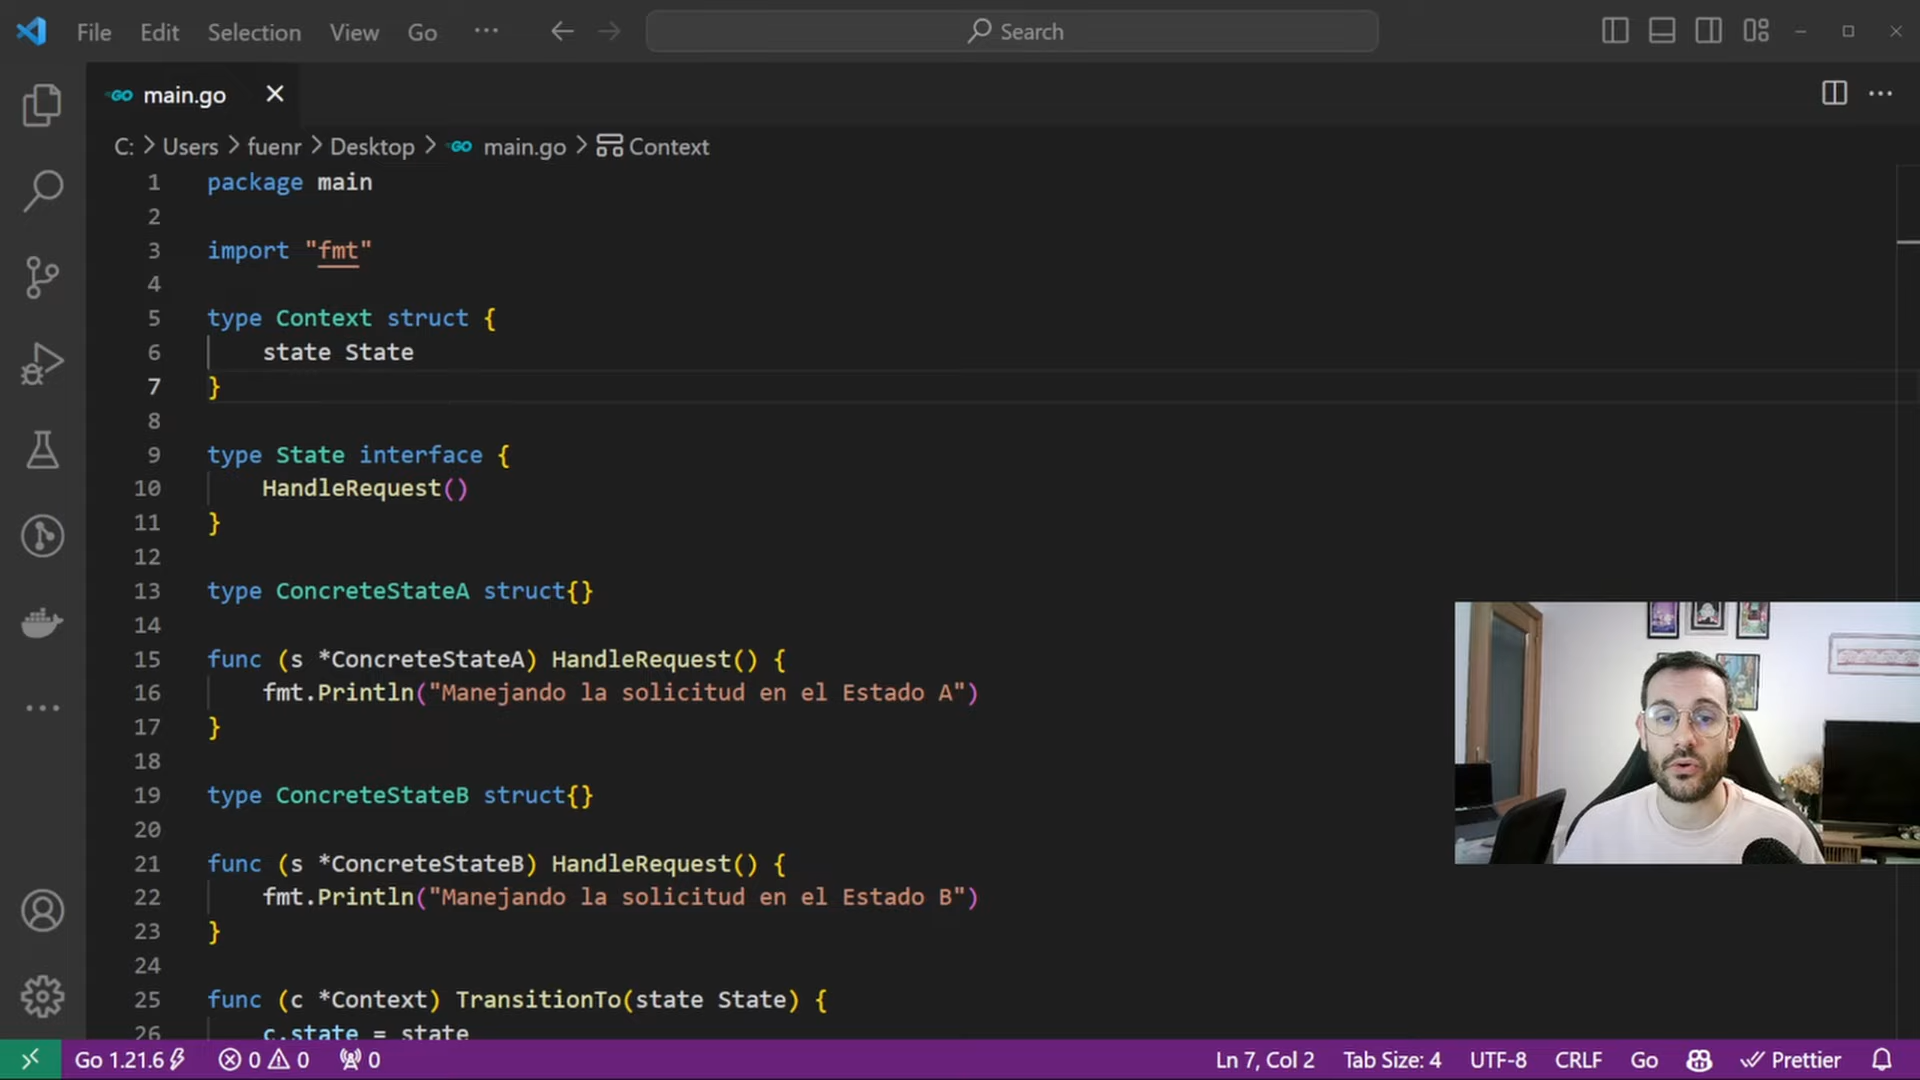 File Edit Selection View Go ··· Search
GO main.go
C: > Users > fuenr > Desktop > GO main.go > Context
1 package main
2
3 import "fmt"
4
5 type Context struct {
6 state State
7 }
8
9 type State interface {
10 HandleRequest()
11 }
12
13 type ConcreteStateA struct{}
14
15 func (s *ConcreteStateA) HandleRequest() {
16 fmt.Println("Manejando la solicitud en el Estado A")
17 }
18
19 type ConcreteStateB struct{}
20
21 func (s *ConcreteStateB) HandleRequest() {
22 fmt.Println("Manejando la solicitud en el Estado B")
23 }
24
25 func (c *Context) TransitionTo(state State) {
26 c.state = state
Go 1.21.6 0 0 0 Ln 7, Col 2 Tab Size: 4 UTF-8 CRLF Go Prettier